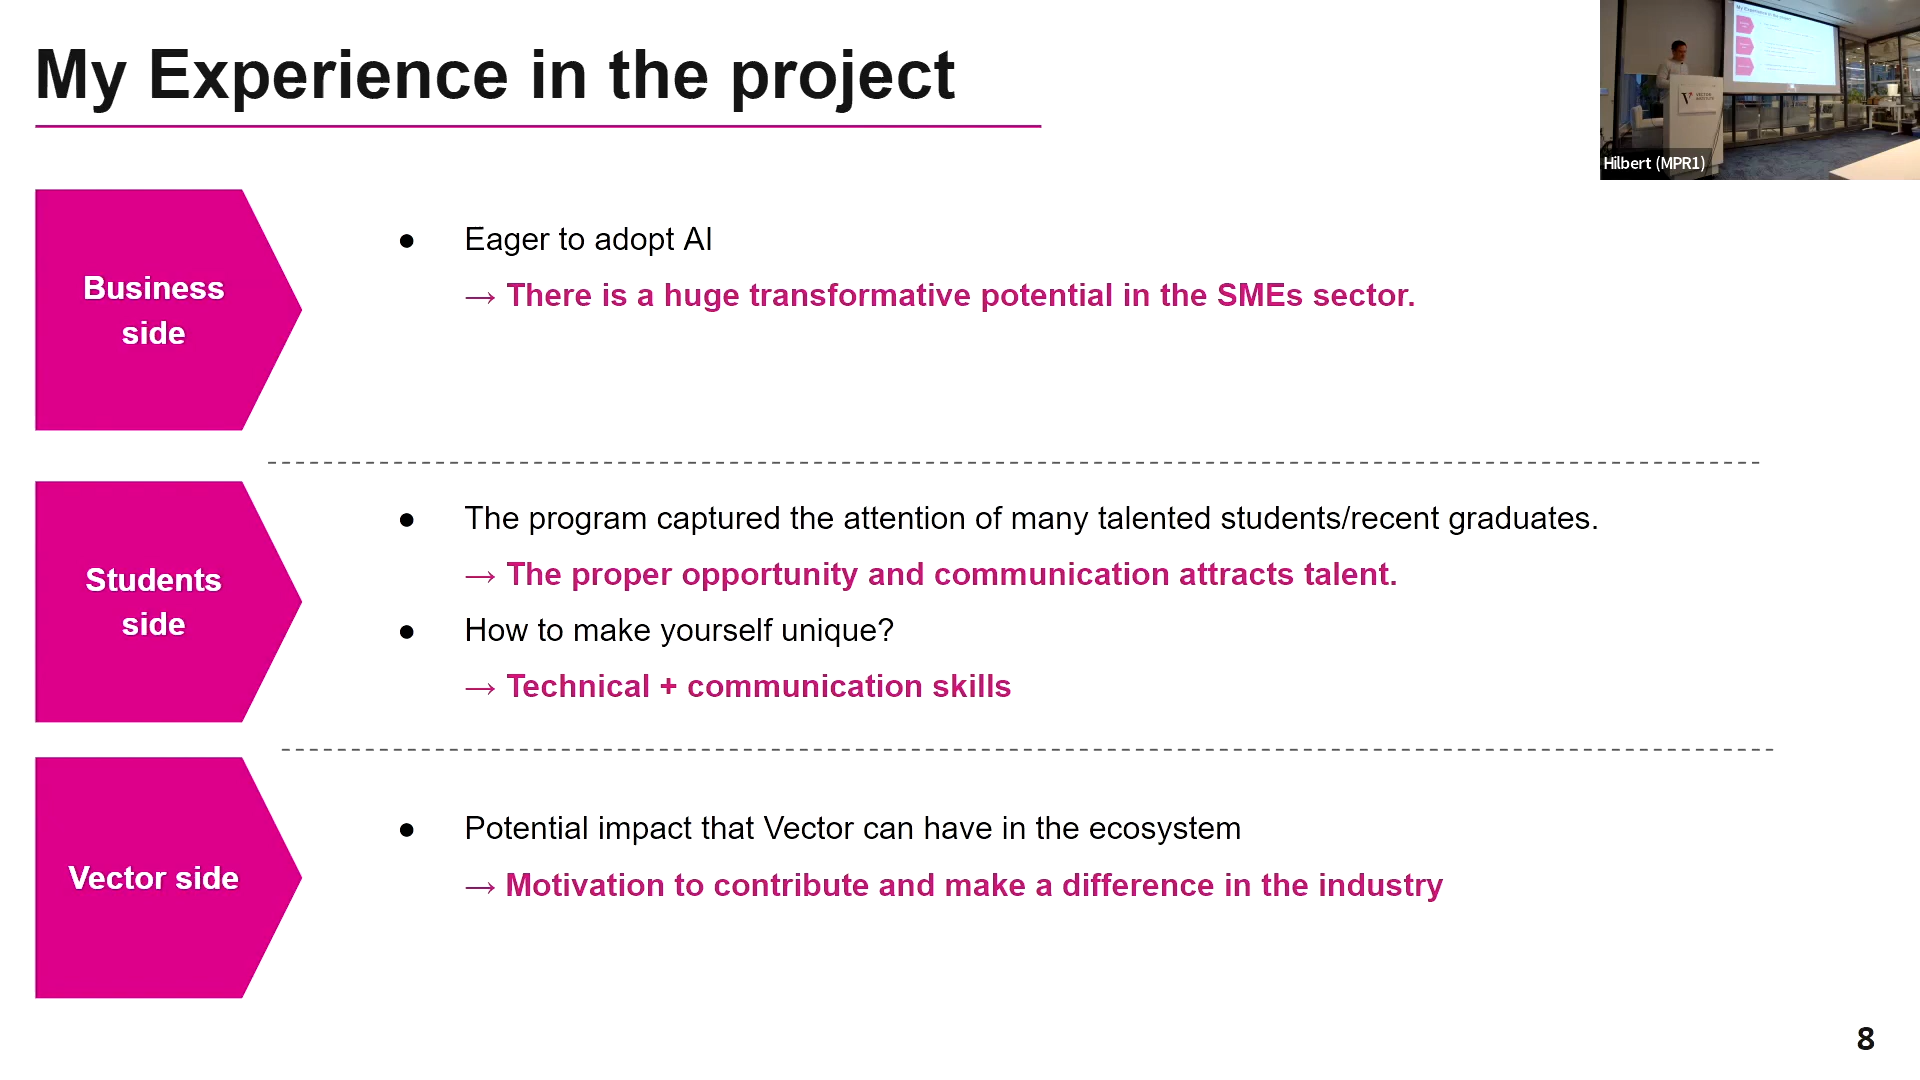 My Experience in the project
VECTOR
INSTITUTE
Hilbert (MPR1)
Business
side
● Eager to adopt AI
→ There is a huge transformative potential in the SMEs sector.
Students
side
● The program captured the attention of many talented students/recent graduates.
→ The proper opportunity and communication attracts talent.
● How to make yourself unique?
→ Technical + communication skills
Vector side
● Potential impact that Vector can have in the ecosystem
→ Motivation to contribute and make a difference in the industry
8